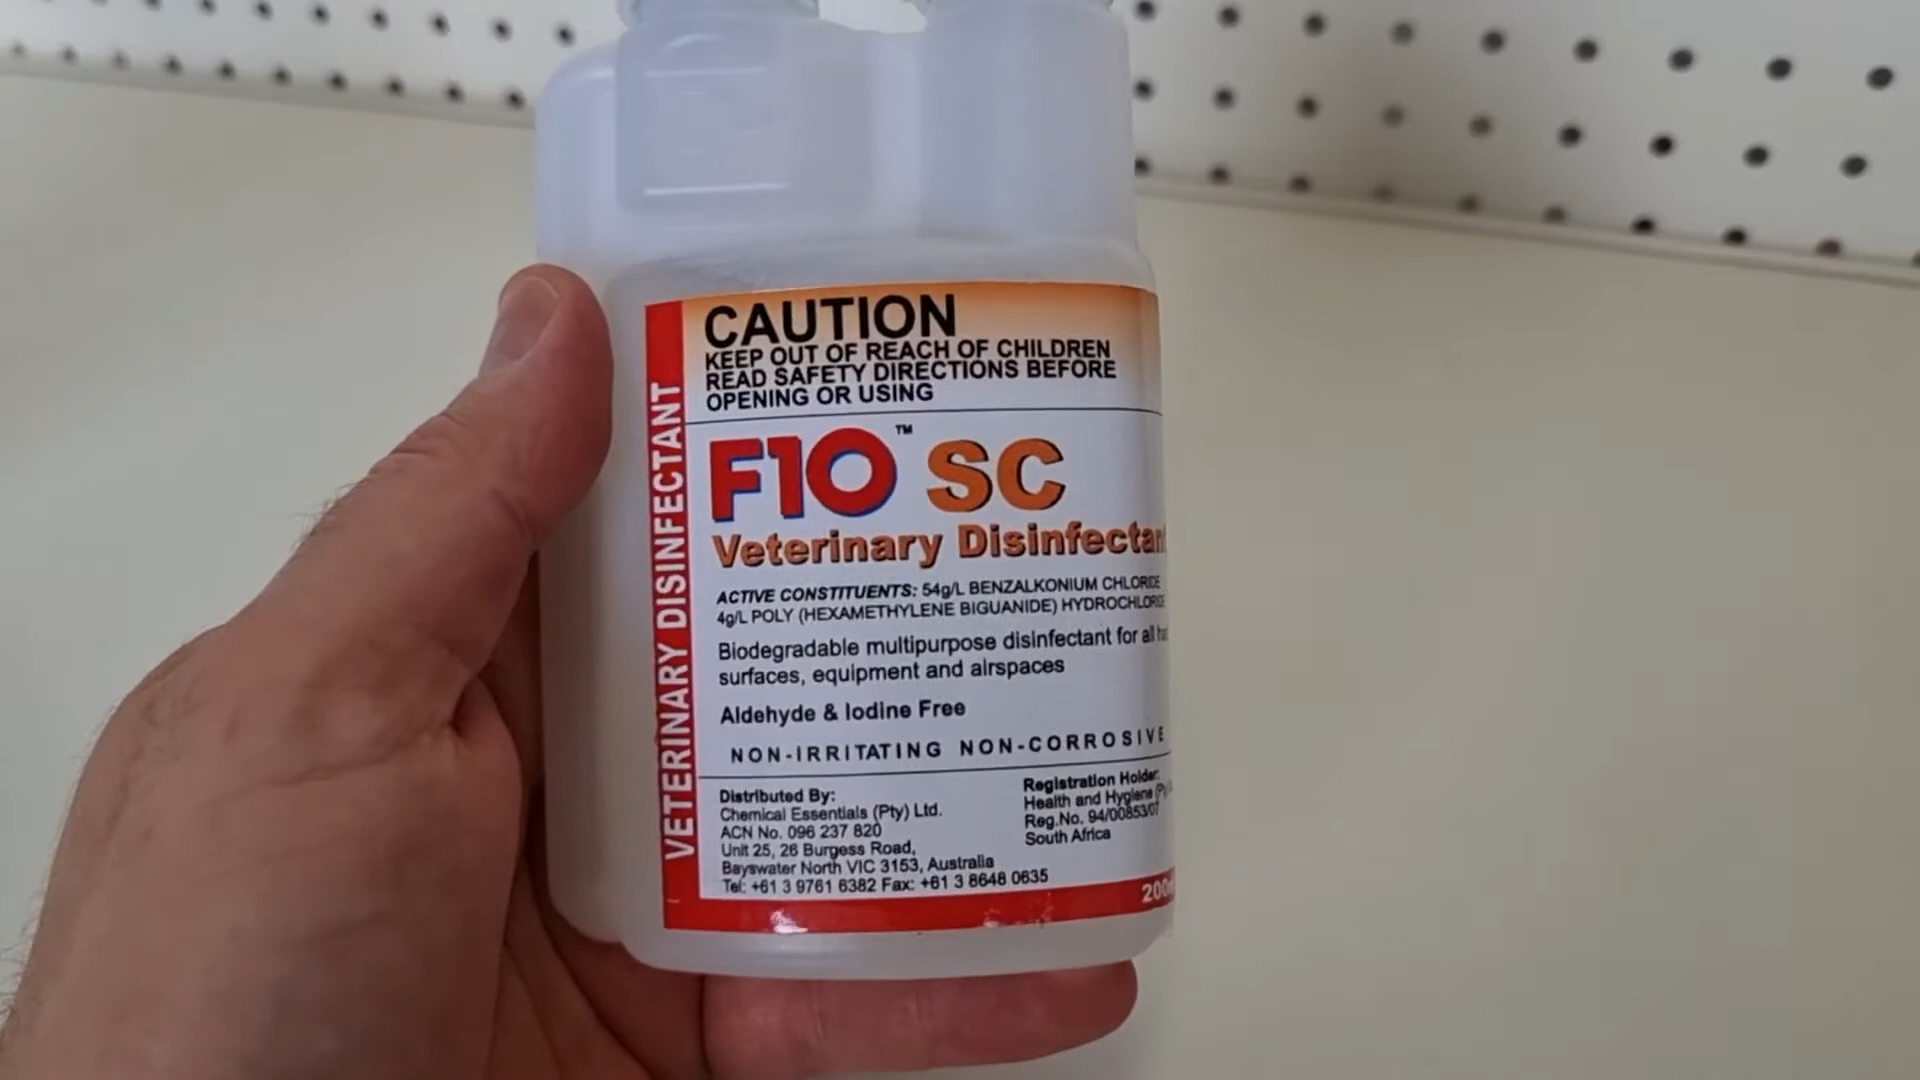 CAUTION
KEEP OUT OF REACH OF CHILDREN
READ SAFETY DIRECTIONS BEFORE
OPENING OR USING
VETERINARY DISINFECTANT
F10™ SC
Veterinary Disinfectan
ACTIVE CONSTITUENTS: 54g/L BENZALKONIUM CHLORIDE
4g/L POLY (HEXAMETHYLENE BIGUANIDE) HYDROCHLORIDE
Biodegradable multipurpose disinfectant for all
surfaces, equipment and airspaces
Aldehyde & Iodine Free
NON-IRRITATING NON-CORROSIVE
Distributed By:
Chemical Essentials (Pty) Ltd.
ACN No. 096 237 820
Unit 25, 26 Burgess Road,
Bayswater North VIC 3153, Australia
Tel: +61 3 9761 6382 Fax: +61 3 8648 0635
Registration Holder:
Health and Hygiene
Reg.No. 94/00853/07
South Africa
200